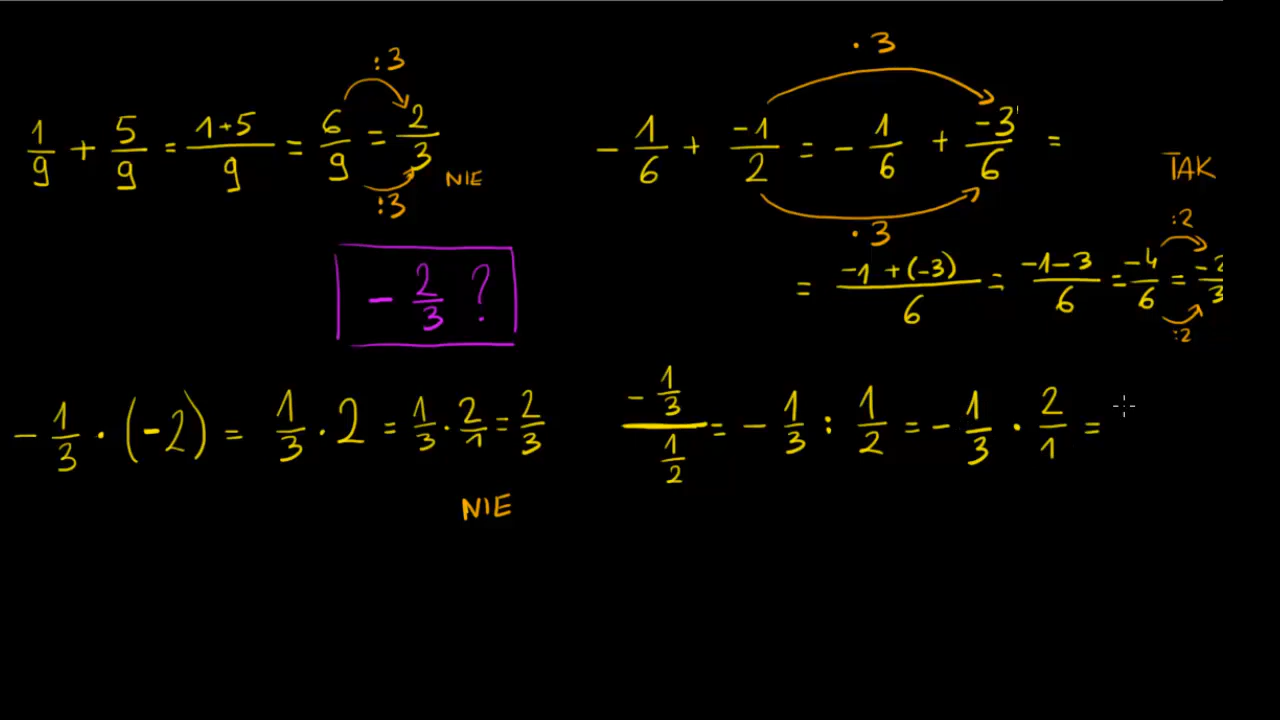 :3
1/9 + 5/9 = 1+5/9 = 6/9 = 2/3 NIE
:3
· 3
- 1/6 + -1/2 = - 1/6 + -3/6 =
· 3
TAK
= -1+(-3)/6 = -1-3/6 = -4/6 = -2/3
:2
:2
- 2/3 ?
- 1/3 · (-2) = 1/3 · 2 = 1/3 · 2/1 = 2/3
NIE
- 1/3 / 1/2 = - 1/3 : 1/2 = - 1/3 · 2/1 =